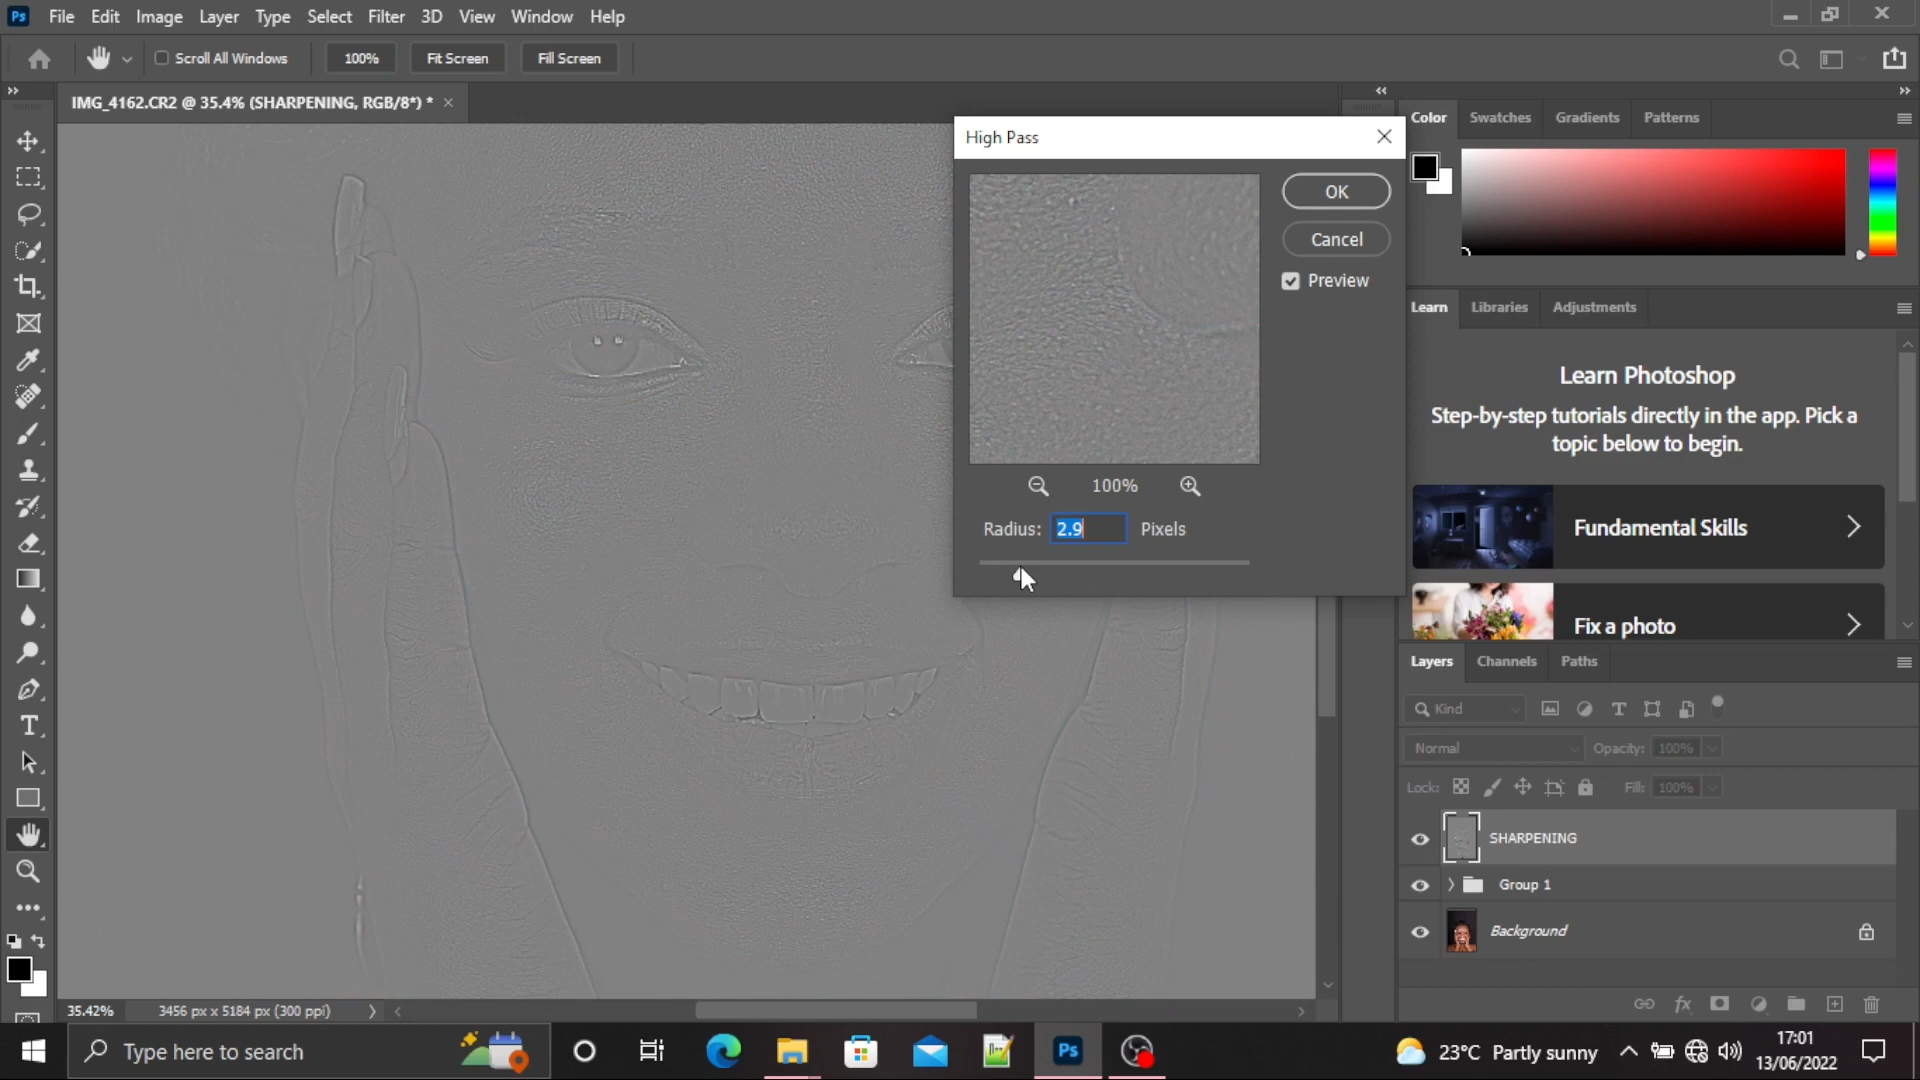 Ps File Edit Image Layer Type Select Filter 3D View Window Help
Scroll All Windows 100% Fit Screen Fill Screen
IMG_4162.CR2 @ 35.4% (SHARPENING, RGB/8*) *
High Pass
OK
Cancel
Preview
100%
Radius: 2.9 Pixels
Color Swatches Gradients Patterns
Learn Libraries Adjustments
Learn Photoshop
Step-by-step tutorials directly in the app. Pick a
topic below to begin.
Fundamental Skills
Fix a photo
Layers Channels Paths
Kind
Normal Opacity: 100%
Lock: Fill: 100%
SHARPENING
Group 1
Background
35.42% 3456 px x 5184 px (300 ppi)
Type here to search
Ps
23°C Partly sunny
17:01
13/06/2022